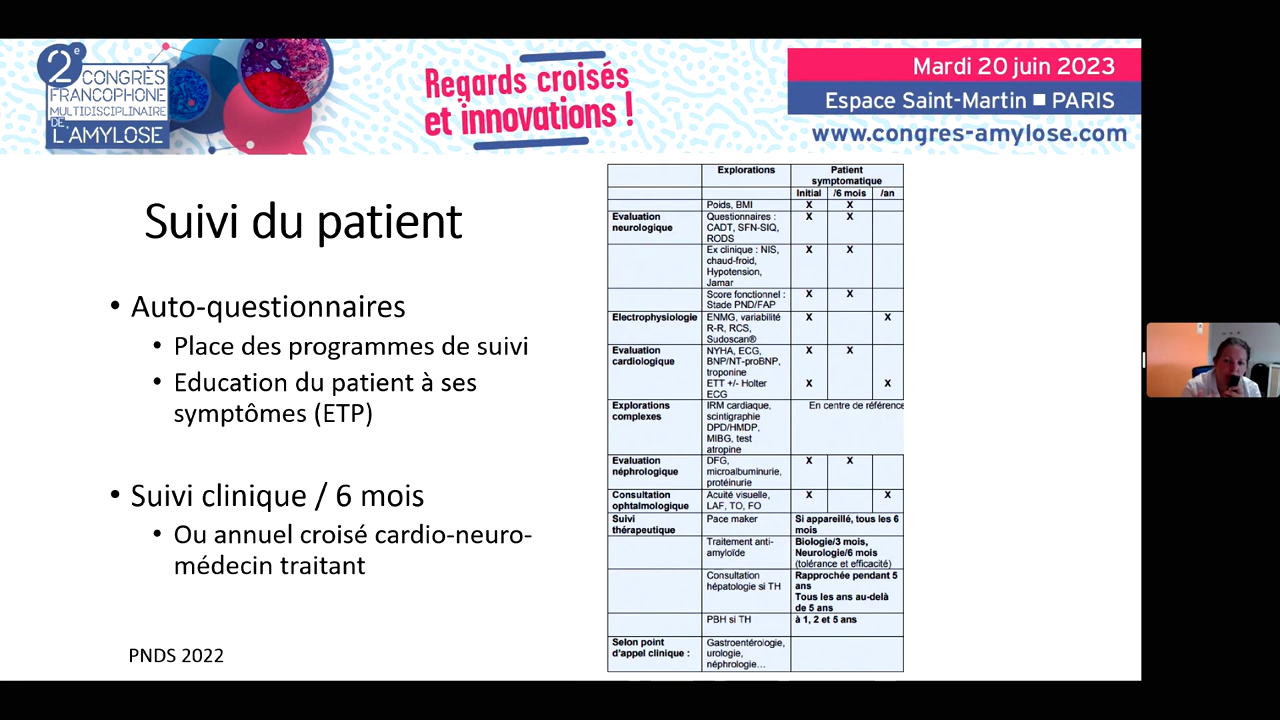 2e CONGRÈS
FRANCOPHONE
MULTIDISCIPLINAIRE
DE
L'AMYLOSE
Regards croisés
et innovations !
Mardi 20 juin 2023
Espace Saint-Martin ■ PARIS
www.congres-amylose.com
Suivi du patient
• Auto-questionnaires
• Place des programmes de suivi
• Education du patient à ses
symptômes (ETP)
• Suivi clinique / 6 mois
• Ou annuel croisé cardio-neuro-
médecin traitant
PNDS 2022
Explorations Patient
symptomatique
Initial /6 mois /an
Poids, BMI X X
Evaluation Questionnaires : X X
neurologique CADT, SFN-SIQ,
RODS
Ex clinique : NIS, X X
chaud-froid,
Hypotension,
Jamar
Score fonctionnel : X X
Stade PND/FAP
Electrophysiologie ENMG, variabilité X X
R-R, RCS,
Sudoscan®
Evaluation NYHA, ECG, X X
cardiologique BNP/NT-proBNP,
troponine
ETT +/- Holter X X
ECG
Explorations IRM cardiaque, En centre de référence
complexes scintigraphie
DPD/HMDP,
MIBG, test
atropine
Evaluation DFG, X X
néphrologique microalbuminurie,
protéinurie
Consultation Acuité visuelle, X X
ophtalmologique LAF, TO, FO
Suivi Pace maker Si appareillé, tous les 6
thérapeutique mois
Traitement anti- Biologie/3 mois,
amyloïde Neurologie/6 mois
(tolérance et efficacité)
Consultation Rapprochée pendant 5
hépatologie si TH ans
Tous les ans au-delà
de 5 ans
PBH si TH à 1, 2 et 5 ans
Selon point Gastroentérologie,
d'appel clinique : urologie,
néphrologie...